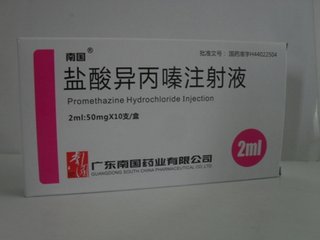 南国®
批准文号：国药准字H44022504
盐酸异丙嗪注射液
Promethazine Hydrochloride Injection
2ml:50mgX10支/盒
广东南国药业有限公司
GUANGDONG SOUTH CHINA PHARMACEUTICAL CO.,LTD
2ml